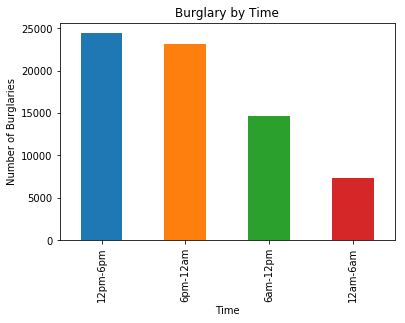 Burglary by Time
Number of Burglaries
25000
20000
15000
10000
5000
0
12pm-6pm
6pm-12am
6am-12pm
12am-6am
Time